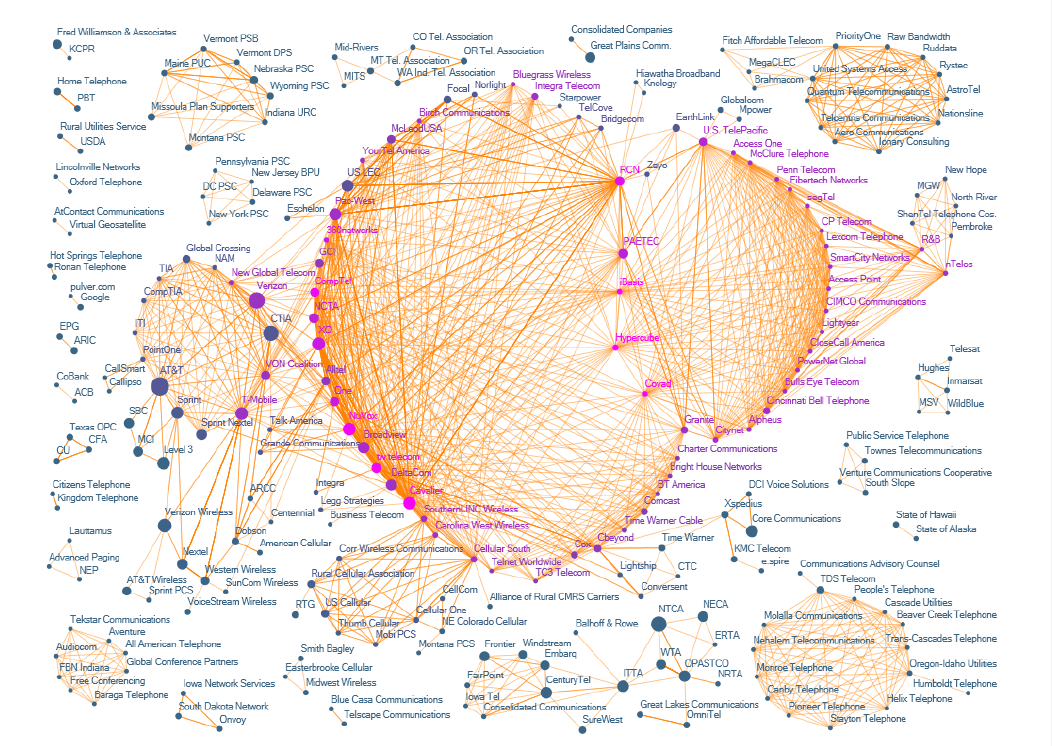 Fred Williamson & Associates
KCPR
Vermont PSB
Vermont DPS
Maine PUC
Nebraska PSC
Wyoming PSC
Missoula Plan Supporters
Indiana URC
Montana PSC
Mid-Rivers
MITS
CO Tel. Association
OR Tel. Association
MT Tel. Association
WA Ind. Tel. Association
Consolidated Companies
Great Plains Comm.
Fitch Affordable Telecom
MegaCLEC
Brahmacom
PriorityOne
Raw Bandwidth
Ruddata
Rystec
United Systems Access
AstroTel
Quantum Telecommunications
Nationsline
Telcentris Communications
Aero Communications
Ionary Consulting
Home Telephone
PBT
Rural Utilities Service
USDA
Lincolnville Networks
Oxford Telephone
AtContact Communications
Virtual Geosatellite
Hot Springs Telephone
Ronan Telephone
pulver.com
Google
EPG
ARIC
CoBank
ACB
Texas OPC
CFA
CU
Citizens Telephone
Kingdom Telephone
Lauttamus
Advanced Paging
NEP
Pennsylvania PSC
New Jersey BPU
DC PSC
Delaware PSC
New York PSC
Eschelon
Focal
Norlight
Bluegrass Wireless
Integra Telecom
Starpower
TelCove
Bridgecom
Hiawatha Broadband
Knology
Globalcom
Mpower
EarthLink
U.S. TelePacific
Access One
McClure Telephone
Penn Telecom
Fibertech Networks
segTel
CP Telecom
Lexcom Telephone
SmartCity Networks
Access Point
CIMCO Communications
Lightyear
CloseCall America
PowerNet Global
Bulls Eye Telecom
Cincinnati Bell Telephone
Alpheus
Citynet
Granite
Charter Communications
Bright House Networks
BT America
Comcast
Time Warner Cable
Cbeyond
Cox
TC3 Telecom
Telnet Worldwide
Cellular South
Carolina West Wireless
SouthernLINC Wireless
Cavalier
DeltaCom
tw telecom
Broadview
NuVox
One
Alltel
XO
NCTA
CompTel
GCI
360networks
Pac-West
US LEC
YourTel America
McLeodUSA
Birch Communications
RCN
Zayo
PAETEC
iBasis
Hypercube
Covad
New Hope
MGW
North River
ShenTel Telephone Cos.
Pembroke
R&B
nTelos
Telesat
Hughes
Inmarsat
MSV
WildBlue
Global Crossing
NAM
TIA
New Global Telecom
Verizon
CompTIA
CTIA
ITI
PointOne
VON Coalition
CallSmart
Callipso
AT&T
T-Mobile
Sprint
SBC
Sprint Nextel
MCI
Level 3
Talk America
Grande Communications
Integra
Legg Strategies
Business Telecom
ARCC
Centennial
Verizon Wireless
Dobson
American Cellular
Nextel
Western Wireless
AT&T Wireless
Sprint PCS
SunCom Wireless
VoiceStream Wireless
Corr Wireless Communications
Rural Cellular Association
RTG
US Cellular
Thumb Cellular
Mobi PCS
CellCom
Cellular One
NE Colorado Cellular
Montana PCS
Alliance of Rural CMRS Carriers
Time Warner
Lightship
CTC
Conversent
Public Service Telephone
Townes Telecommunications
Venture Communications Cooperative
South Slope
DCI Voice Solutions
Xspedius
Core Communications
KMC Telecom
e.spire
State of Hawaii
State of Alaska
Communications Advisory Counsel
TDS Telecom
People's Telephone
Cascade Utilities
Molalla Communications
Beaver Creek Telephone
Nehalem Telecommunications
Trans-Cascades Telephone
Monroe Telephone
Oregon-Idaho Utilities
Canby Telephone
Humboldt Telephone
Pioneer Telephone
Helix Telephone
Stayton Telephone
Tekstar Communications
Aventure
Audiocom
All American Telephone
FBN Indiana
Global Conference Partners
Free Conferencing
Baraga Telephone
Iowa Network Services
South Dakota Network
Onvoy
Smith Bagley
Easterbrooke Cellular
Midwest Wireless
Blue Casa Communications
Telscape Communications
Frontier
Windstream
Embarq
FairPoint
CenturyTel
Iowa Tel
Consolidated Communications
Balhoff & Rowe
NTCA
NECA
ERTA
WTA
OPASTCO
ITTA
NRTA
Great Lakes Communications
OmniTel
SureWest